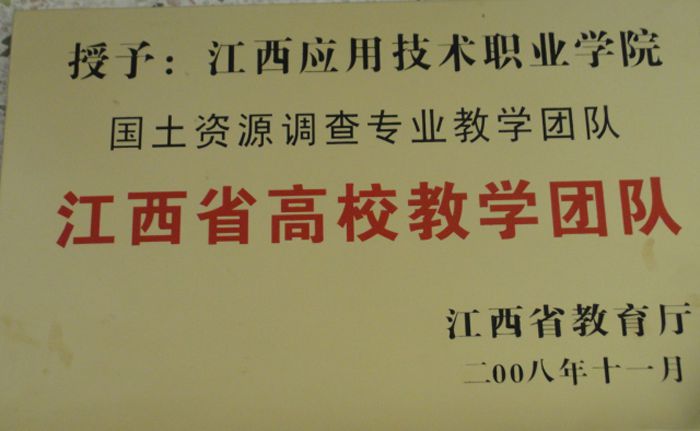 授予：江西应用技术职业学院
国土资源调查专业教学团队
江西省高校教学团队
江西省教育厅
二00八年十一月